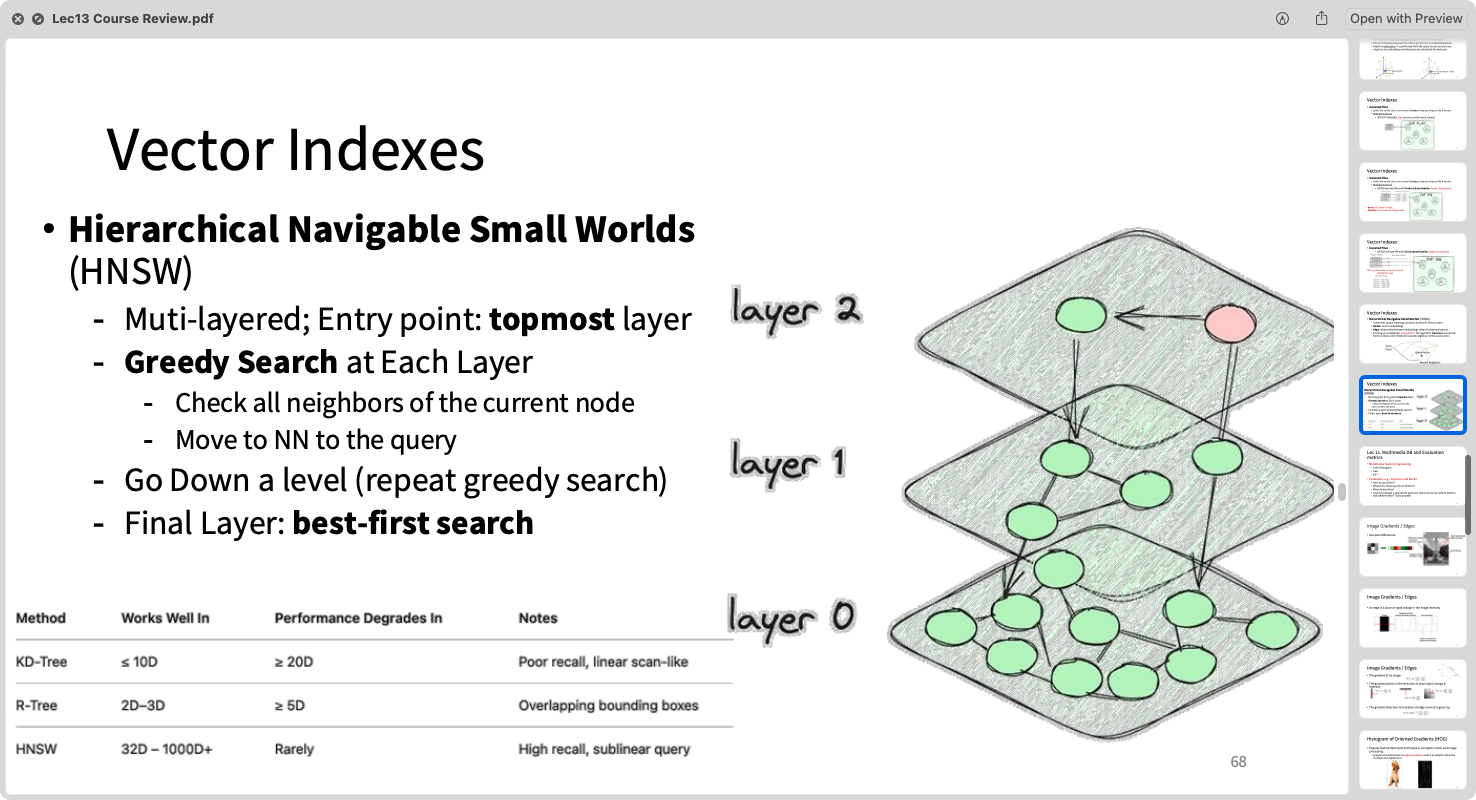 Lec13 Course Review.pdf
Open with Preview
Vector Indexes
• Hierarchical Navigable Small Worlds
(HNSW)
- Muti-layered; Entry point: topmost layer
- Greedy Search at Each Layer
- Check all neighbors of the current node
- Move to NN to the query
- Go Down a level (repeat greedy search)
- Final Layer: best-first search
layer 2
layer 1
layer 0
Method Works Well In Performance Degrades In Notes
KD-Tree ≤ 10D ≥ 20D Poor recall, linear scan-like
R-Tree 2D–3D ≥ 5D Overlapping bounding boxes
HNSW 32D – 1000D+ Rarely High recall, sublinear query
68
Vector Indexes
Vector Indexes
Vector Indexes
Vector Indexes
Vector Indexes
Lec 11. Multimedia DB and Evaluation
metrics
Image Gradients / Edges
Image Gradients / Edges
Image Gradients / Edges
Histogram of Oriented Gradients (HOG)